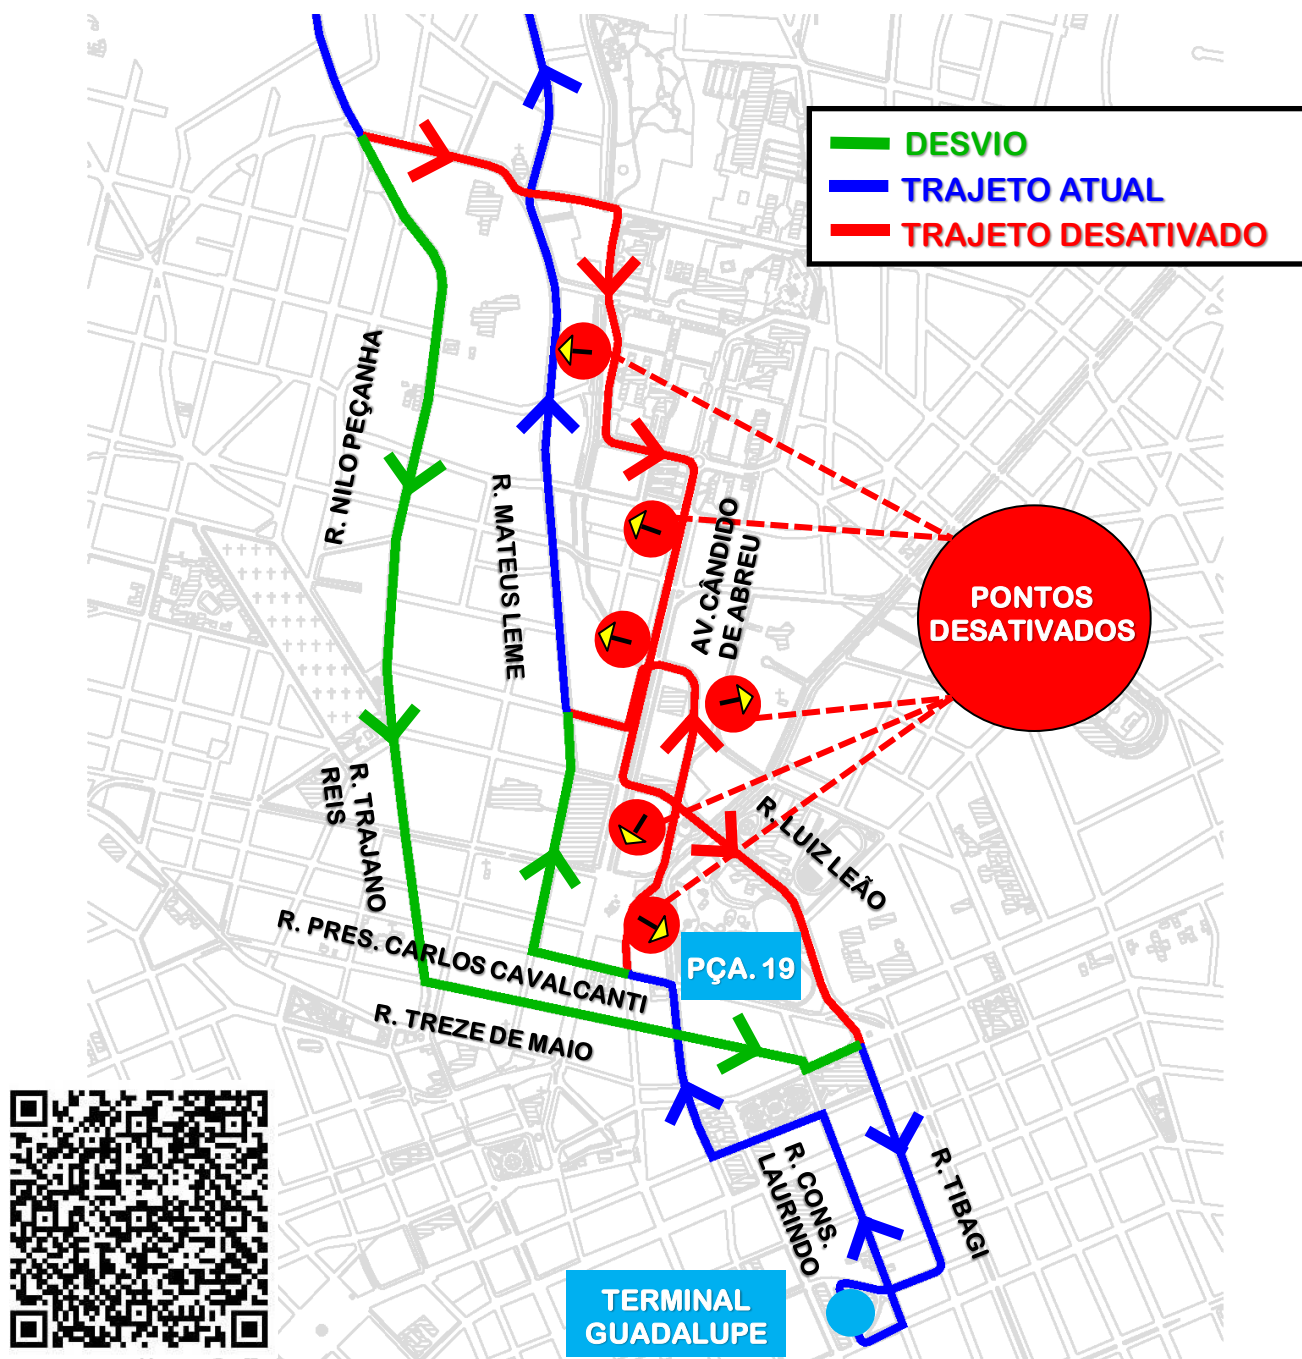 DESVIO
TRAJETO ATUAL
TRAJETO DESATIVADO
R. NILO PEÇANHA
R. MATEUS LEME
AV. CÂNDIDO
DE ABREU
PONTOS
DESATIVADOS
R. TRAJANO
REIS
R. LUIZ LEÃO
R. PRES. CARLOS CAVALCANTI
PÇA. 19
R. TREZE DE MAIO
R. CONS.
LAURINDO
R. TIBAGI
TERMINAL
GUADALUPE